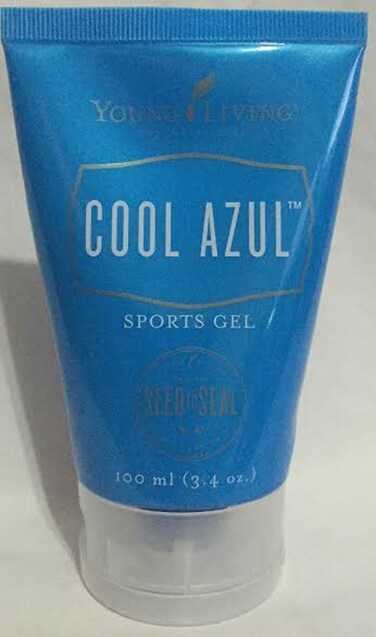 YOUNG LIVING
COOL AZUL™
SPORTS GEL
SEED TO SEAL
100 ml (3.4 oz.)